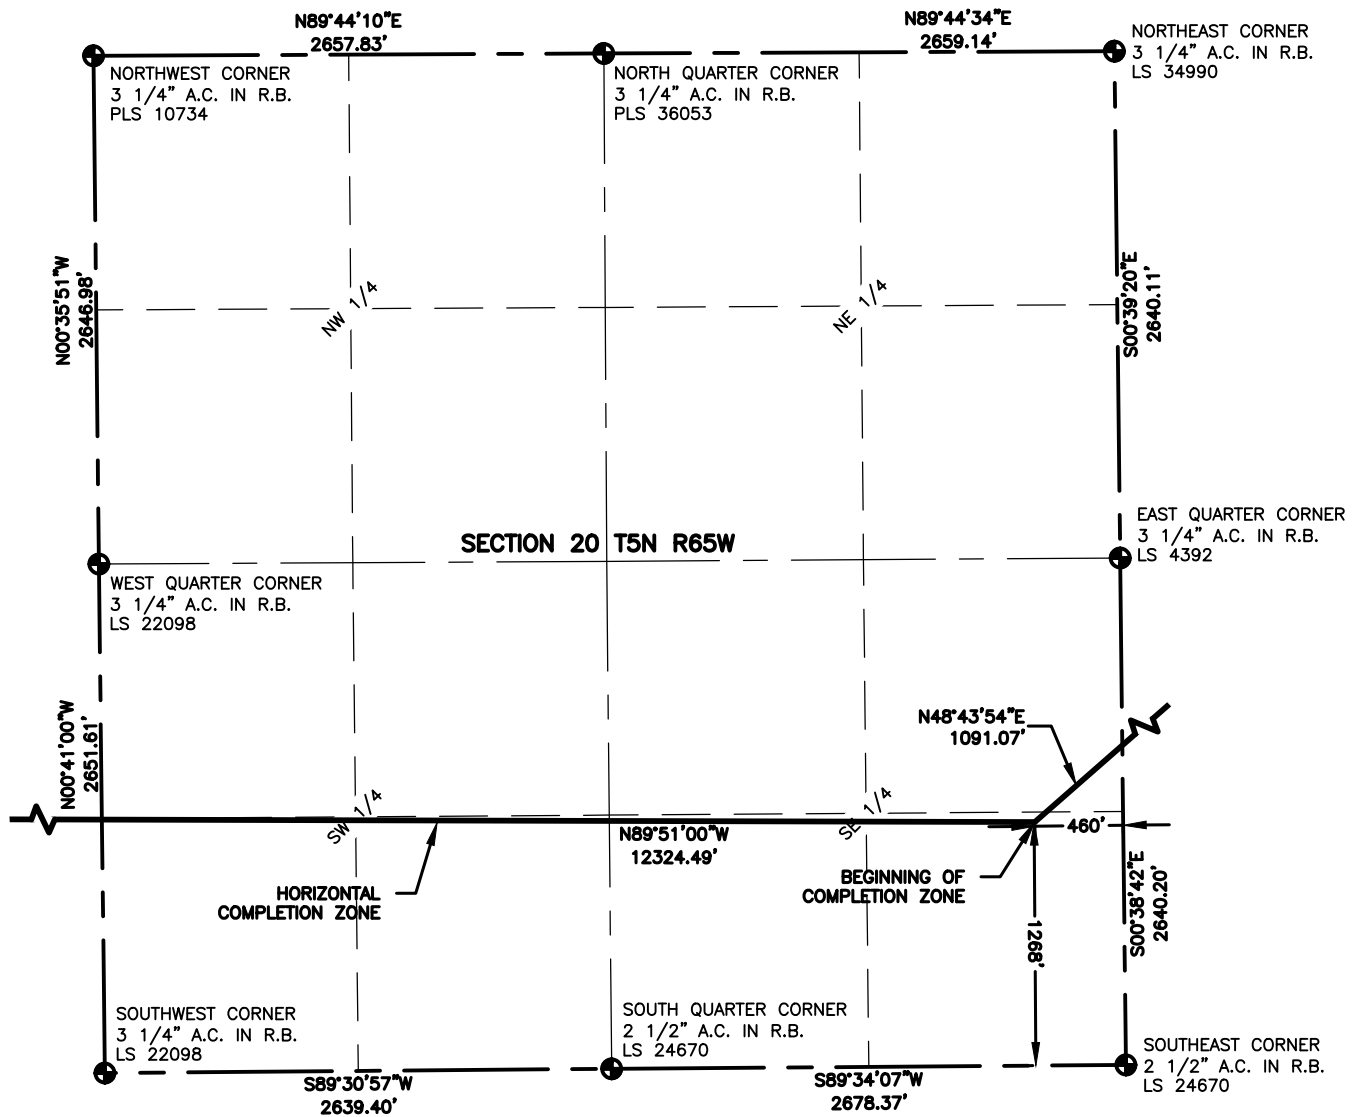 N89°44'10"E
2657.83'
N89°44'34"E
2659.14'
NORTHEAST CORNER
3 1/4" A.C. IN R.B.
LS 34990
NORTHWEST CORNER
3 1/4" A.C. IN R.B.
PLS 10734
NORTH QUARTER CORNER
3 1/4" A.C. IN R.B.
PLS 36053
N00°35'51"W
2646.98'
NW 1/4
NE 1/4
S00°39'20"E
2640.11'
SECTION 20 T5N R65W
EAST QUARTER CORNER
3 1/4" A.C. IN R.B.
LS 4392
WEST QUARTER CORNER
3 1/4" A.C. IN R.B.
LS 22098
N00°41'00"W
2651.61'
N48°43'54"E
1091.07'
SW 1/4
SE 1/4
N89°51'00"W
12324.49'
460'
HORIZONTAL
COMPLETION ZONE
BEGINNING OF
COMPLETION ZONE
1268'
S00°38'42"E
2640.20'
SOUTHWEST CORNER
3 1/4" A.C. IN R.B.
LS 22098
SOUTH QUARTER CORNER
2 1/2" A.C. IN R.B.
LS 24670
SOUTHEAST CORNER
2 1/2" A.C. IN R.B.
LS 24670
S89°30'57"W
2639.40'
S89°34'07"W
2678.37'